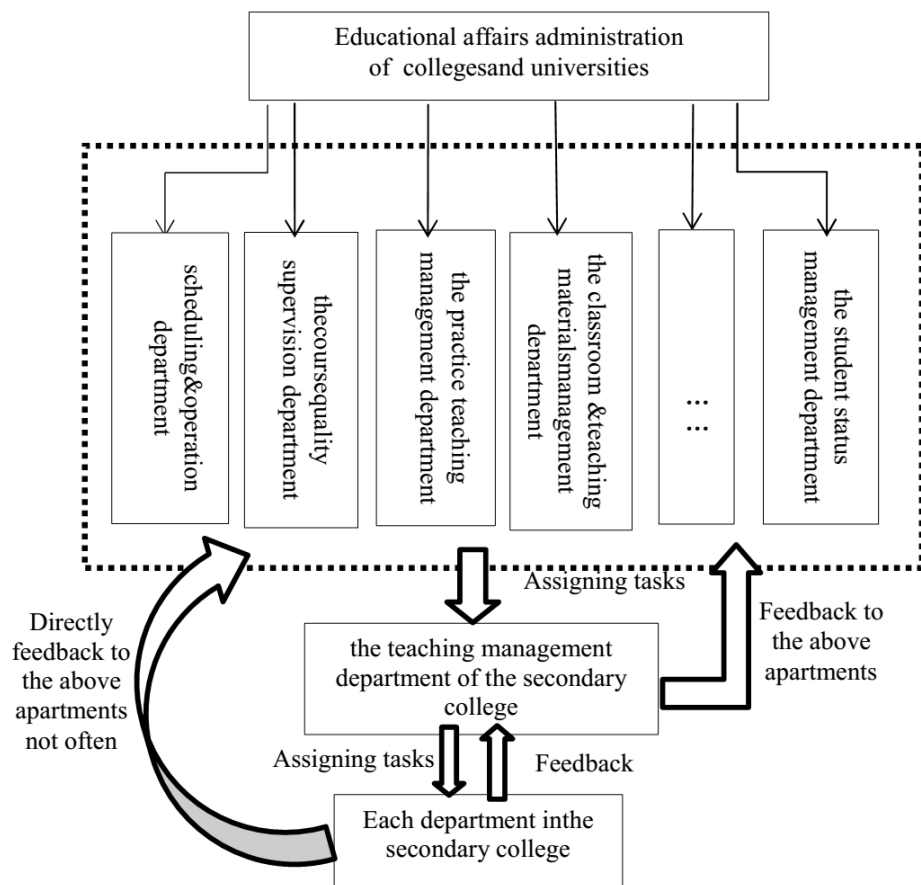 Educational affairs administration
of collegesand universities
scheduling&operation
department
thecoursequality
supervision department
the practice teaching
management department
the classroom &teaching
materialsmanagement
department
...
...
the student status
management department
Assigning tasks
Directly
feedback to
the above
apartments
not often
the teaching management
department of the secondary
college
Feedback to
the above
apartments
Assigning tasks
Feedback
Each department inthe
secondary college